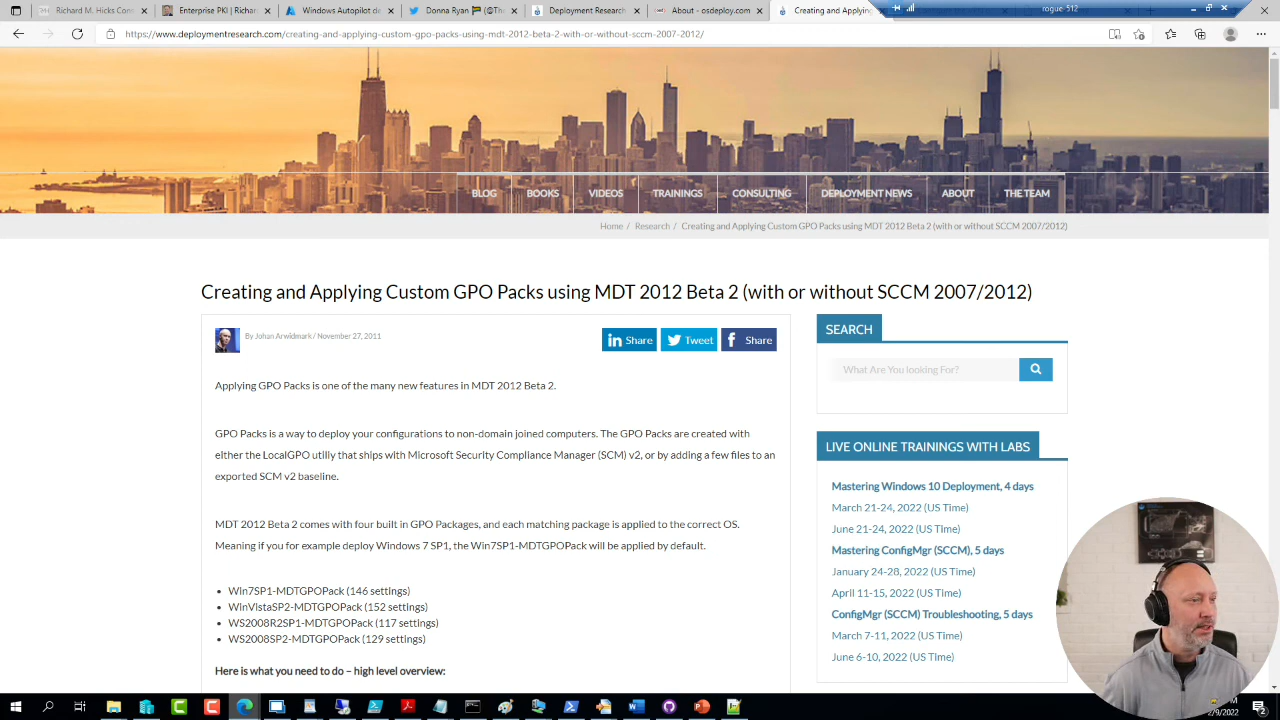 Richard M. Hicks Con
Enterprise PKI | Richar
Windows Autopilot de
Donna Ryan
Deployment Research
About - osdeploy.com
Creating and Applying
rogue-512
https://www.deploymentresearch.com/creating-and-applying-custom-gpo-packs-using-mdt-2012-beta-2-with-or-without-sccm-2007-2012/
BLOG BOOKS VIDEOS TRAININGS CONSULTING DEPLOYMENT NEWS ABOUT THE TEAM
Home / Research / Creating and Applying Custom GPO Packs using MDT 2012 Beta 2 (with or without SCCM 2007/2012)
Creating and Applying Custom GPO Packs using MDT 2012 Beta 2 (with or without SCCM 2007/2012)
By Johan Arwidmark / November 27, 2011
in Share Tweet f Share
Applying GPO Packs is one of the many new features in MDT 2012 Beta 2.
GPO Packs is a way to deploy your configurations to non-domain joined computers. The GPO Packs are created with
either the LocalGPO utiliy that ships with Microsoft Security Compliance Manager (SCM) v2, or by adding a few files to an
exported SCM v2 baseline.
MDT 2012 Beta 2 comes with four built in GPO Packages, and each matching package is applied to the correct OS.
Meaning if you for example deploy Windows 7 SP1, the Win7SP1-MDTGPOPack will be applied by default.
• Win7SP1-MDTGPOPack (146 settings)
• WinVistaSP2-MDTGPOPack (152 settings)
• WS2008R2SP1-MDTGPOPack (117 settings)
• WS2008SP2-MDTGPOPack (129 settings)
Here is what you need to do – high level overview:
SEARCH
What Are You looking For?
LIVE ONLINE TRAININGS WITH LABS
Mastering Windows 10 Deployment, 4 days
March 21-24, 2022 (US Time)
June 21-24, 2022 (US Time)
Mastering ConfigMgr (SCCM), 5 days
January 24-28, 2022 (US Time)
April 11-15, 2022 (US Time)
ConfigMgr (SCCM) Troubleshooting, 5 days
March 7-11, 2022 (US Time)
June 6-10, 2022 (US Time)
2/9/2022
2